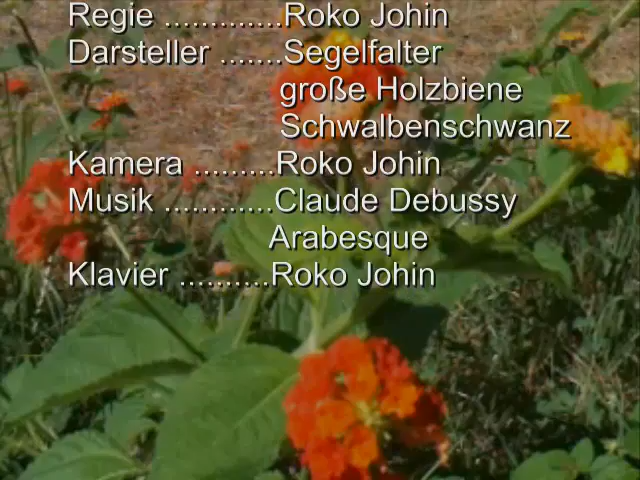 Regie .............Roko Johin
Darsteller .......Segelfalter
große Holzbiene
Schwalbenschwanz
Kamera .........Roko Johin
Musik ............Claude Debussy
Arabesque
Klavier ..........Roko Johin